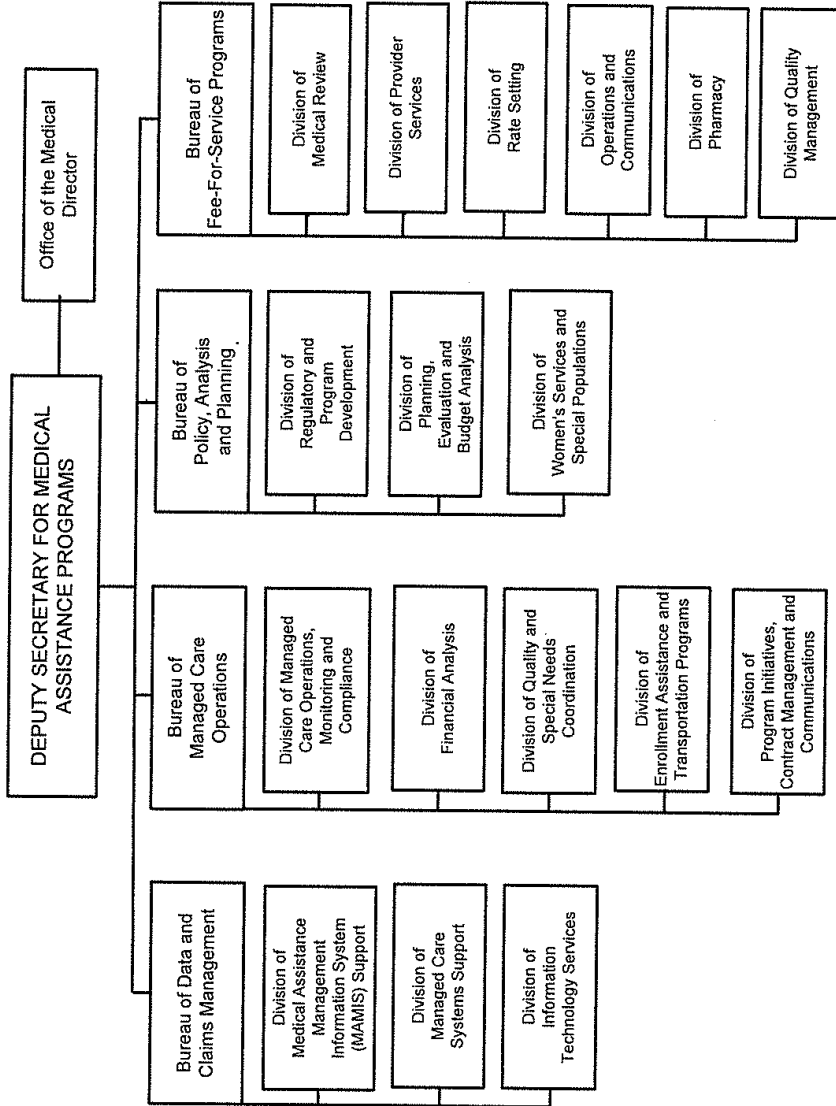 DEPUTY SECRETARY FOR MEDICAL
ASSISTANCE PROGRAMS
Office of the Medical
Director
Bureau of Data and
Claims Management
Division of
Medical Assistance
Management
Information System
(MAMIS) Support
Division of
Managed Care
Systems Support
Division of
Information
Technology Services
Bureau of
Managed Care
Operations
Division of Managed
Care Operations,
Monitoring and
Compliance
Division of
Financial Analysis
Division of Quality and
Special Needs
Coordination
Division of
Enrollment Assistance and
Transportation Programs
Division of
Program Initiatives,
Contract Management and
Communications
Bureau of
Policy, Analysis
and Planning
Division of
Regulatory and
Program
Development
Division of
Planning,
Evaluation and
Budget Analysis
Division of
Women's Services and
Special Populations
Bureau of
Fee-For-Service Programs
Division of
Medical Review
Division of Provider
Services
Division of
Rate Setting
Division of
Operations and
Communications
Division of
Pharmacy
Division of Quality
Management